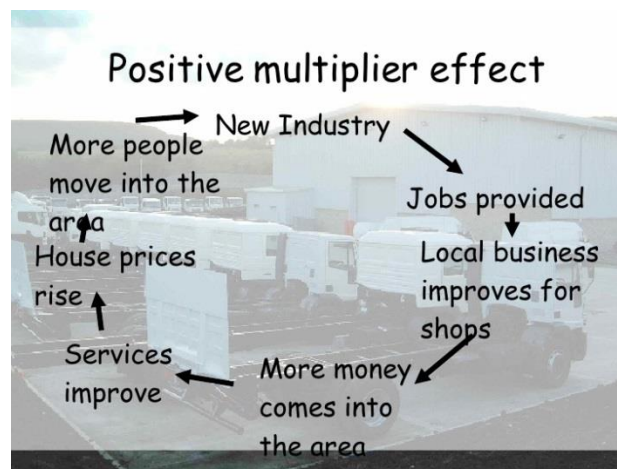 Positive multiplier effect
New Industry
Jobs provided
Local business
improves for
shops
More money
comes into
the area
Services
improve
House prices
rise
More people
move into the
area